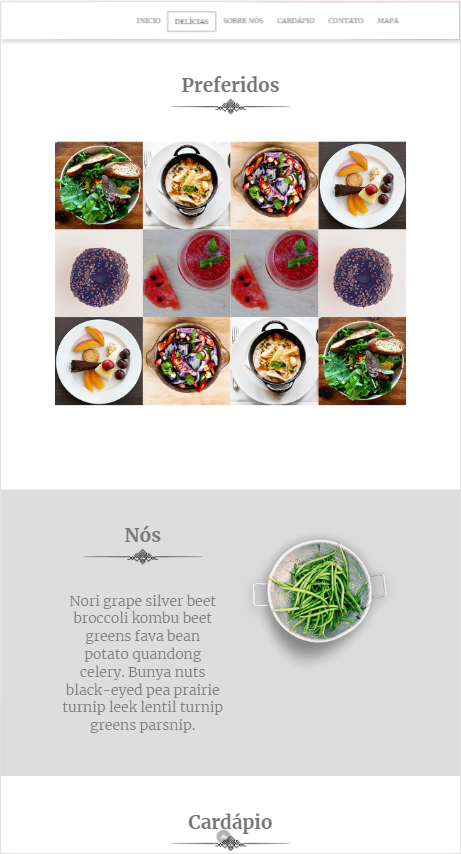 INICIO DELÍCIAS SOBRE NÓS CARDÁPIO CONTATO MAPA
Preferidos
Nós
Nori grape silver beet
broccoli kombu beet
greens fava bean
potato quandong
celery. Bunya nuts
black-eyed pea prairie
turnip leek lentil turnip
greens parsnip.
Cardápio